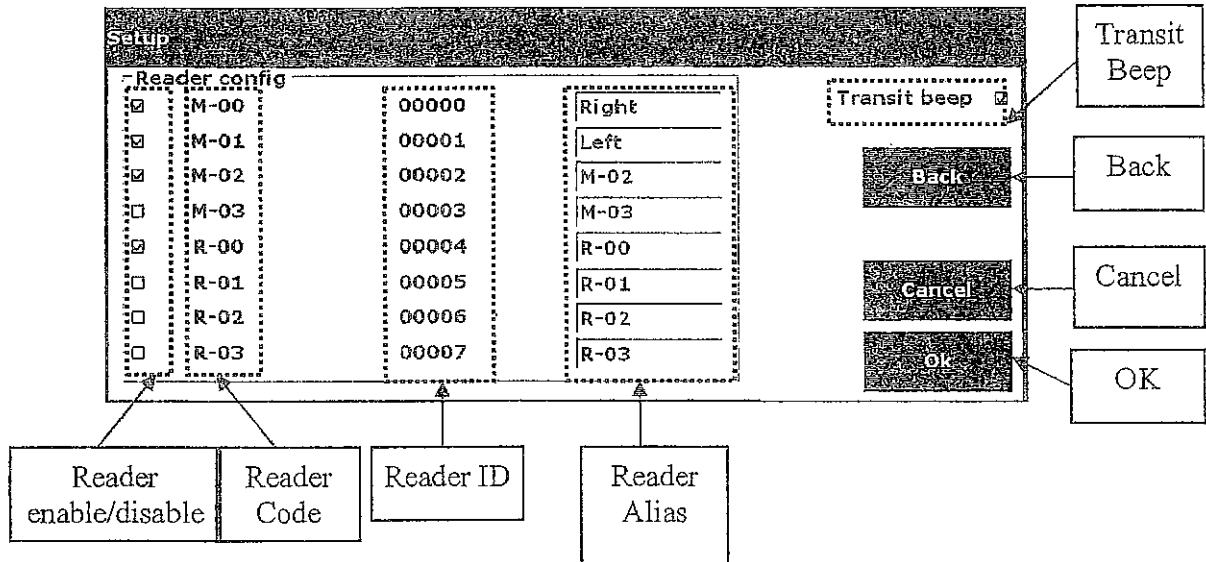 Setup
Reader config
M-00 00000 Right
M-01 00001 Left
M-02 00002 M-02
M-03 00003 M-03
R-00 00004 R-00
R-01 00005 R-01
R-02 00006 R-02
R-03 00007 R-03
Transit beep
Back
Cancel
Ok
Transit
Beep
Back
Cancel
OK
Reader
enable/disable
Reader
Code
Reader ID
Reader
Alias